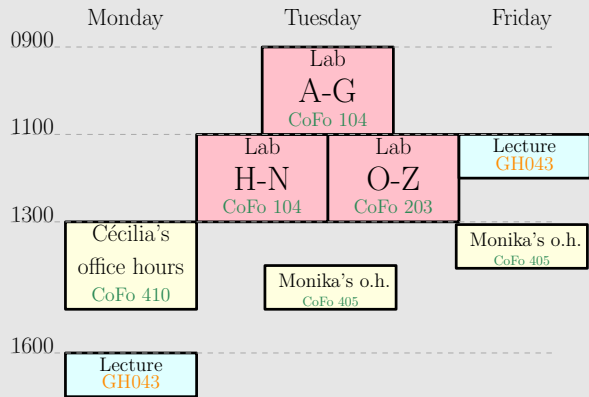 Monday Tuesday Friday
0900
Lab
A-G
CoFo 104
1100
Lab
H-N
CoFo 104
Lab
O-Z
CoFo 203
Lecture
GH043
1300
Cécilia's
office hours
CoFo 410
Monika's o.h.
CoFo 405
Monika's o.h.
CoFo 405
1600
Lecture
GH043